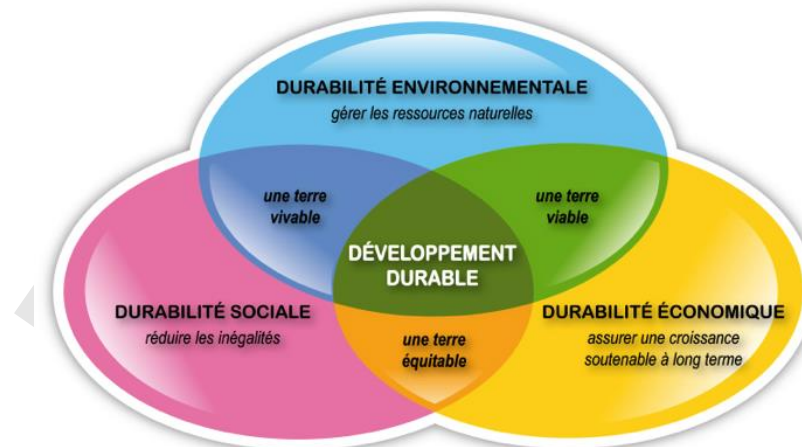 DURABILITÉ ENVIRONNEMENTALE
gérer les ressources naturelles
une terre
vivable
une terre
viable
DÉVELOPPEMENT
DURABLE
DURABILITÉ SOCIALE
réduire les inégalités
DURABILITÉ ÉCONOMIQUE
assurer une croissance
soutenable à long terme
une terre
équitable